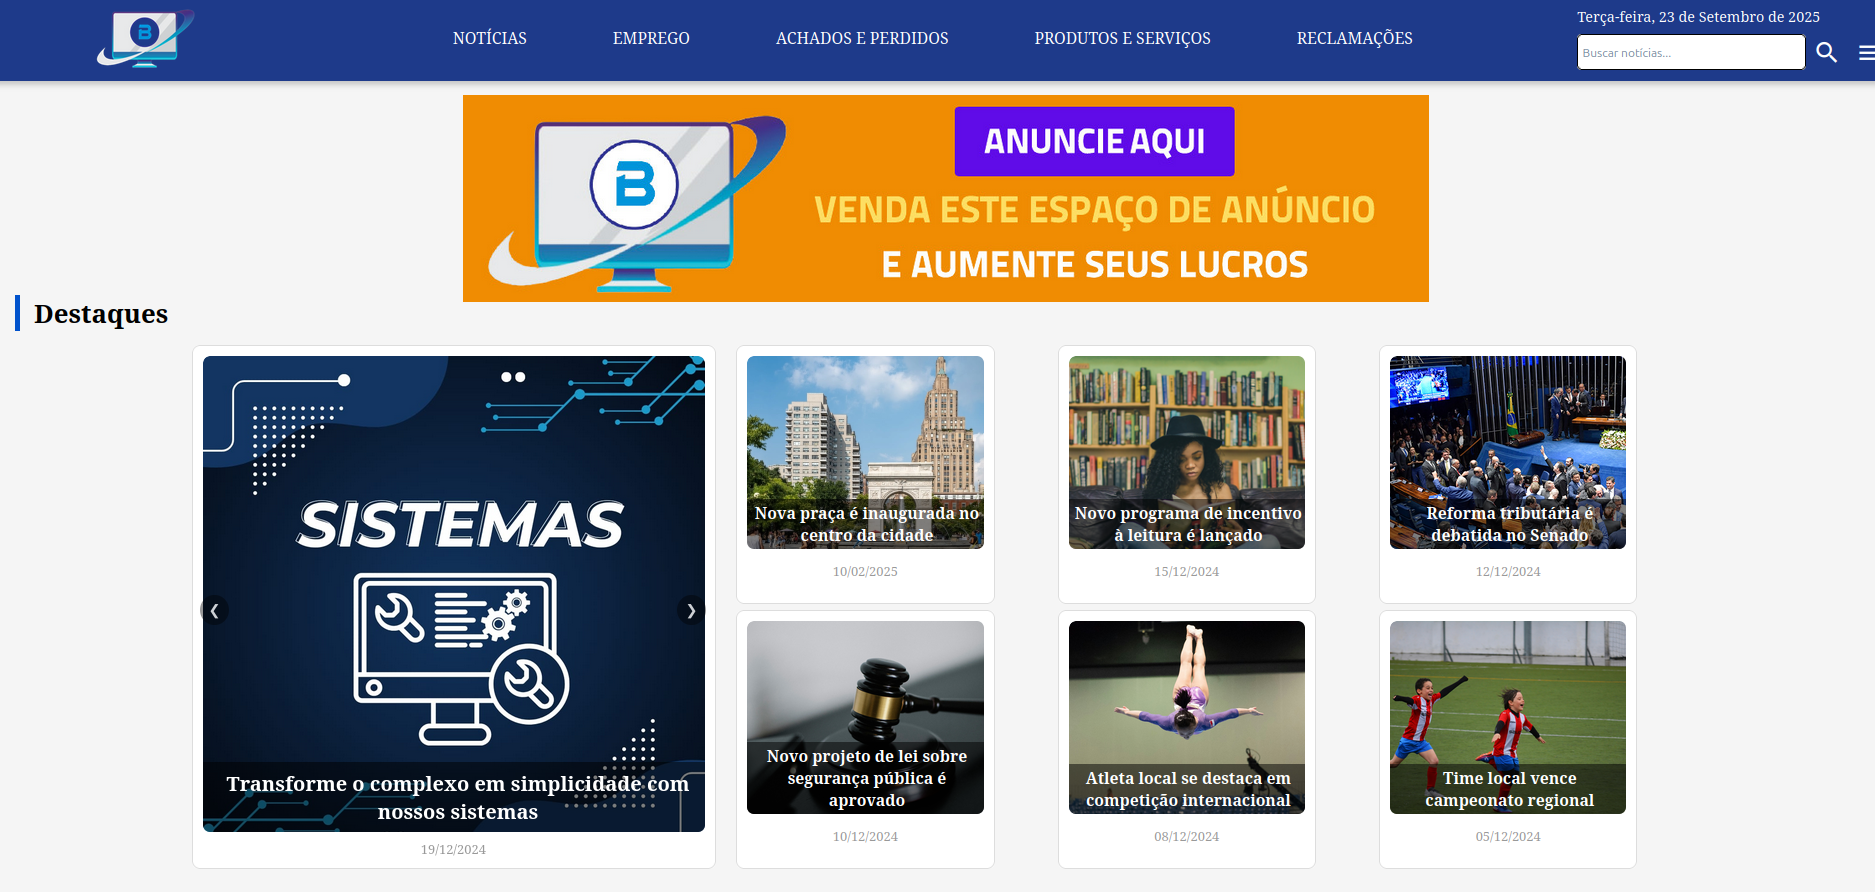 B
NOTÍCIAS
EMPREGO
ACHADOS E PERDIDOS
PRODUTOS E SERVIÇOS
RECLAMAÇÕES
Terça-feira, 23 de Setembro de 2025
Buscar notícias...
B
ANUNCIE AQUI
VENDA ESTE ESPAÇO DE ANÚNCIO
E AUMENTE SEUS LUCROS
Destaques
SISTEMAS
Transforme o complexo em simplicidade com
nossos sistemas
19/12/2024
Nova praça é inaugurada no
centro da cidade
10/02/2025
Novo programa de incentivo
à leitura é lançado
15/12/2024
Reforma tributária é
debatida no Senado
12/12/2024
Novo projeto de lei sobre
segurança pública é
aprovado
10/12/2024
Atleta local se destaca em
competição internacional
08/12/2024
Time local vence
campeonato regional
05/12/2024